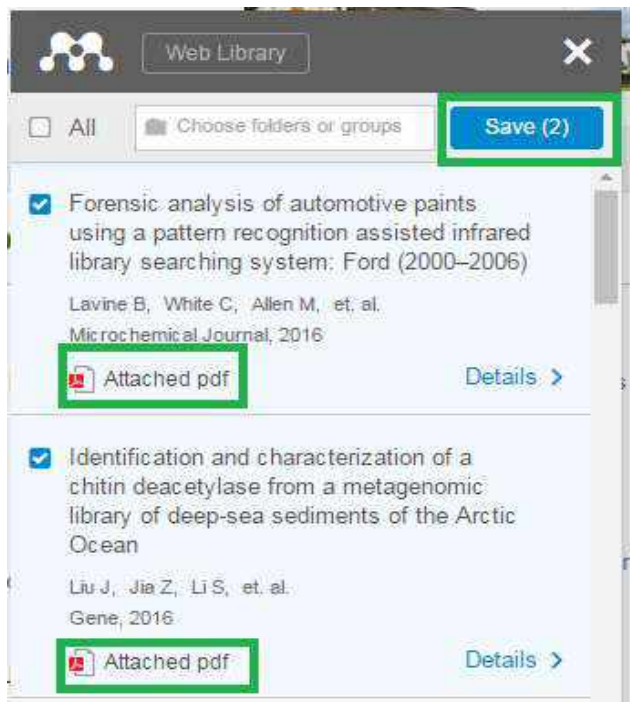 Web Library
All
Choose folders or groups
Save (2)
Forensic analysis of automotive paints
using a pattern recognition assisted infrared
library searching system: Ford (2000–2006)
Lavine B, White C, Allen M, et. al.
Microchemical Journal, 2016
Attached pdf
Details
Identification and characterization of a
chitin deacetylase from a metagenomic
library of deep-sea sediments of the Arctic
Ocean
Liu J, Jia Z, Li S, et. al.
Gene, 2016
Attached pdf
Details